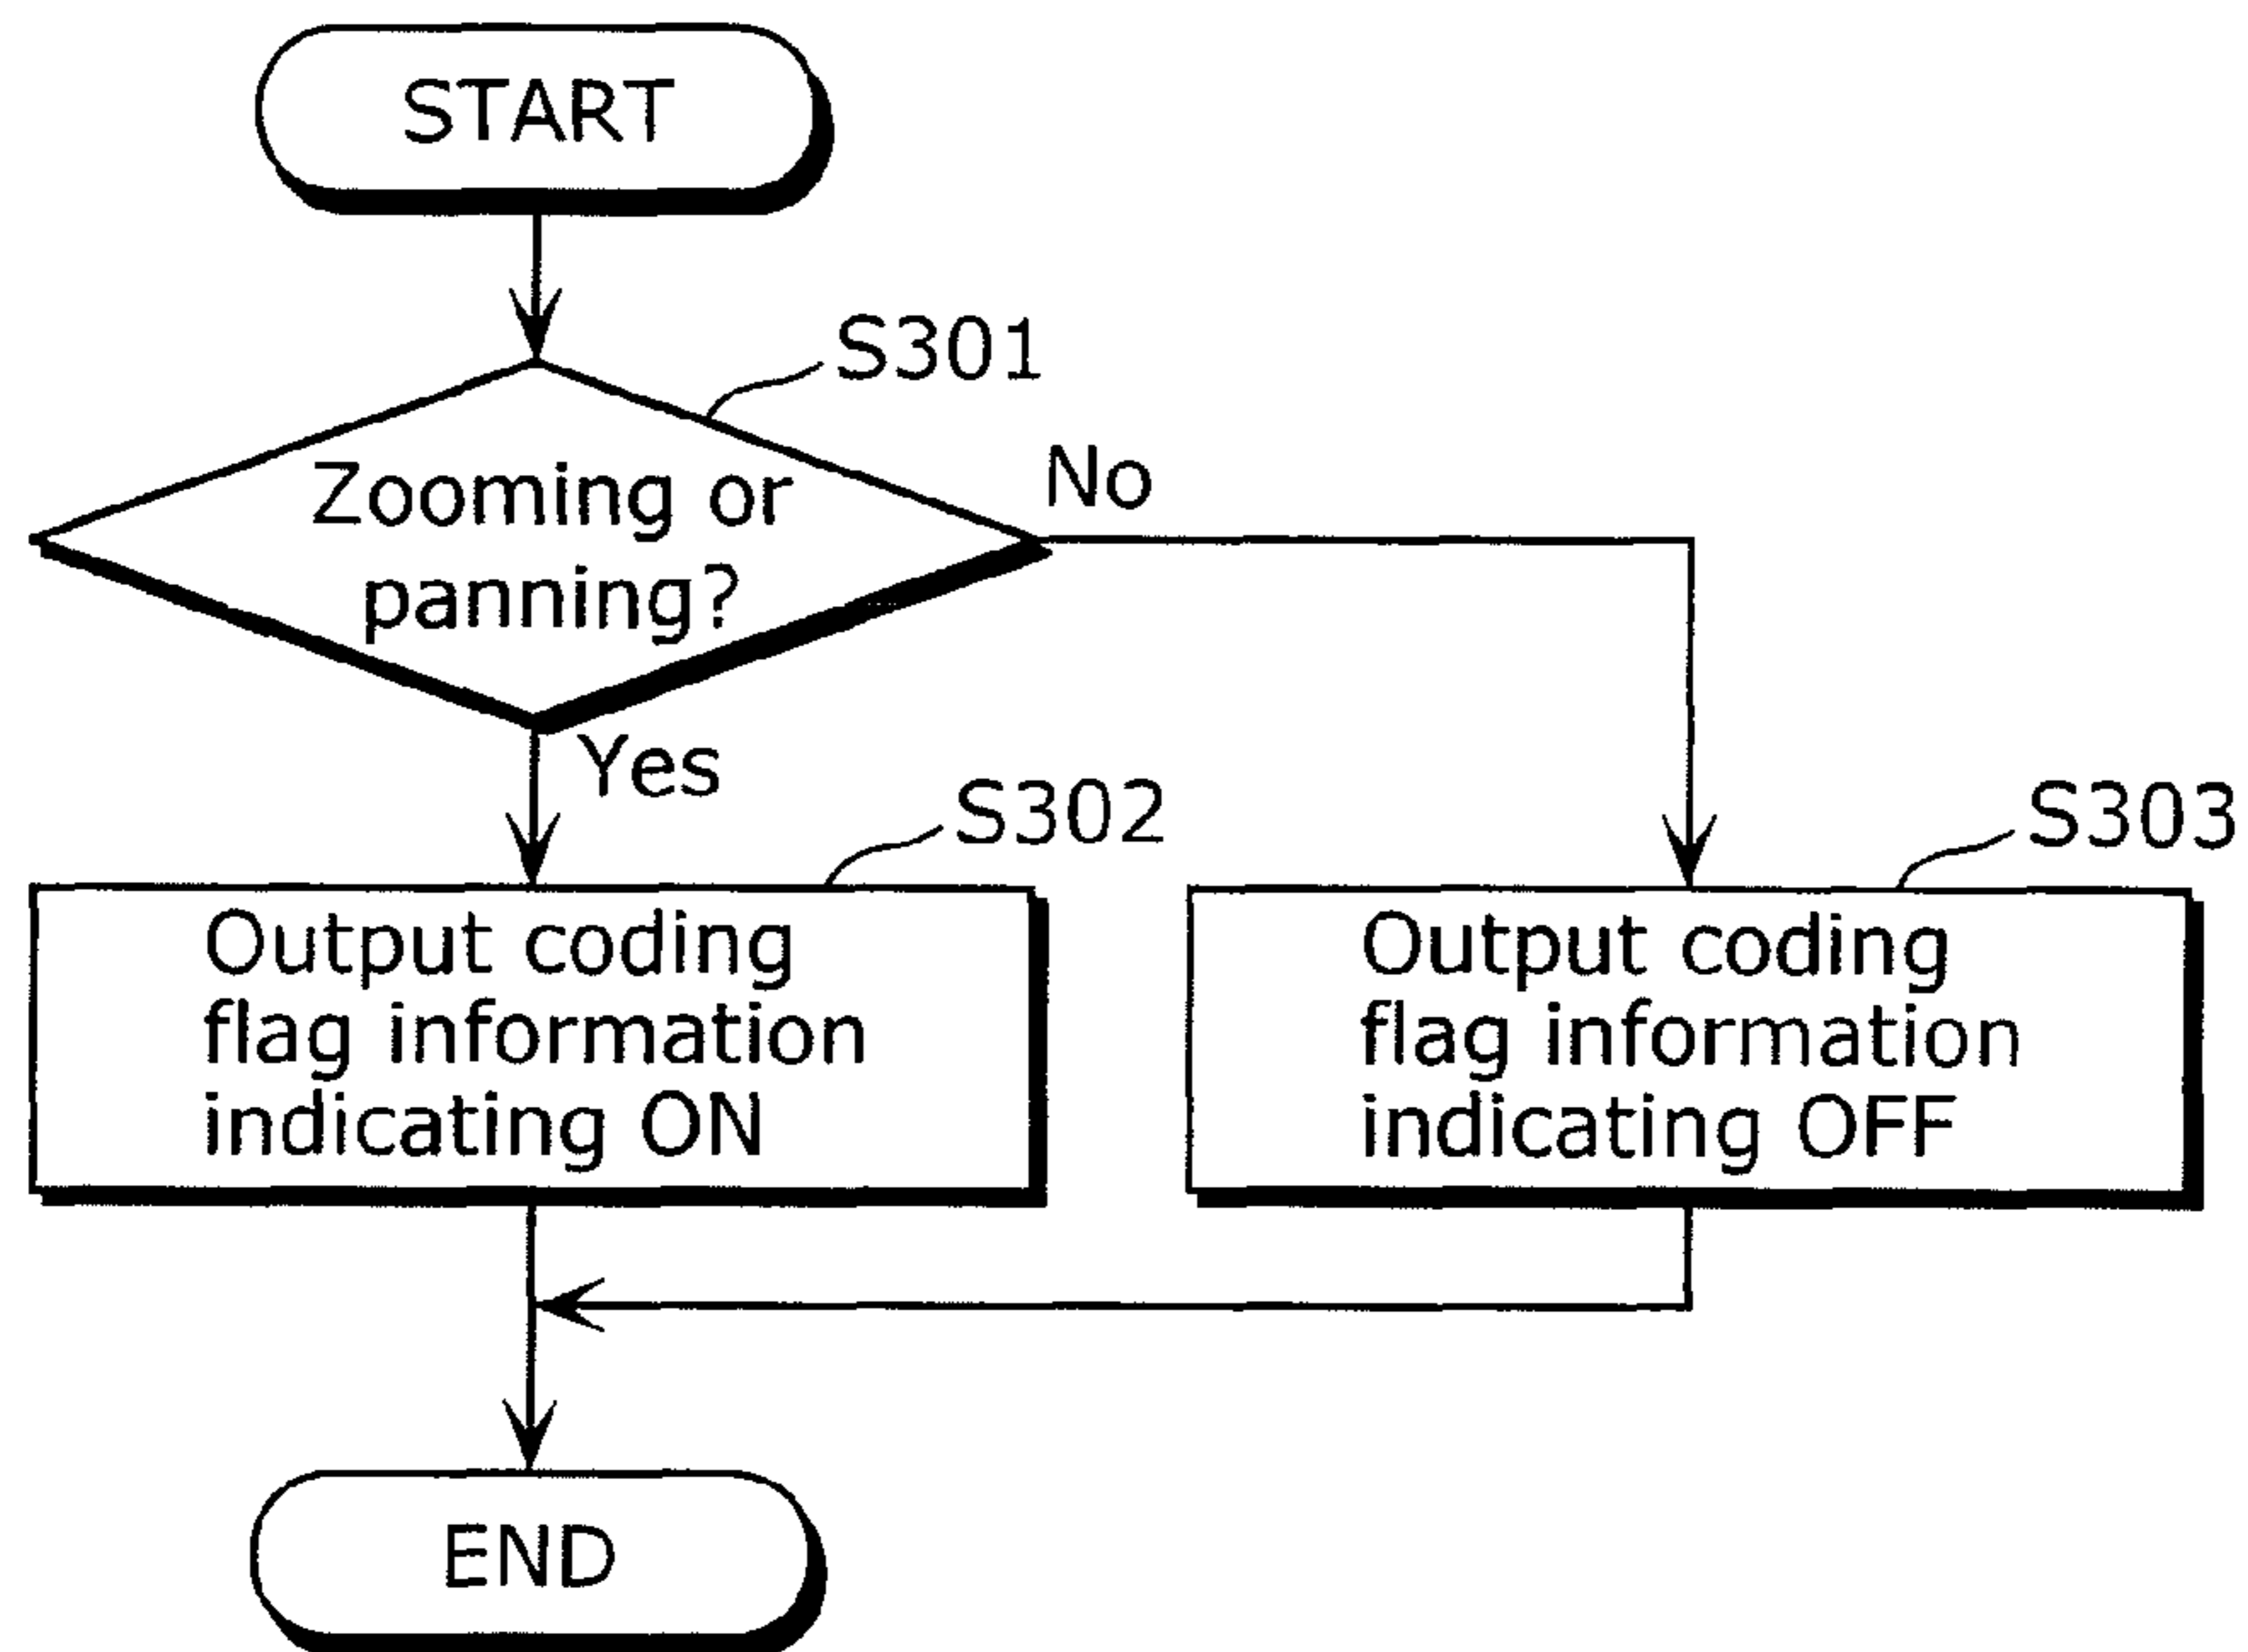 START
S301
Zooming or
panning?
No
Yes
S302
Output coding
flag information
indicating ON
S303
Output coding
flag information
indicating OFF
END